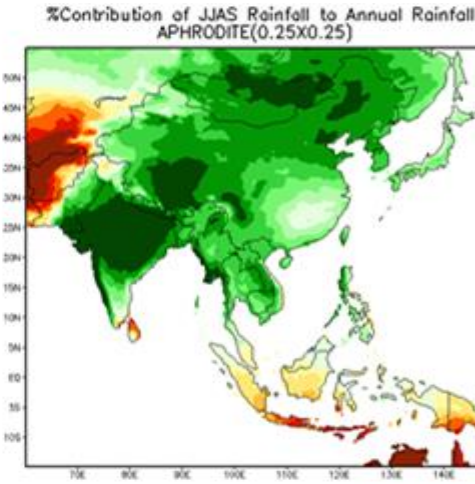 %Contribution of JJAS Rainfall to Annual Rainfall
APHRODITE(0.25X0.25)
50N
45N
40N
35N
30N
25N
20N
15N
10N
5N
EQ
5S
10S
70E 80E 90E 100E 110E 120E 130E 140E